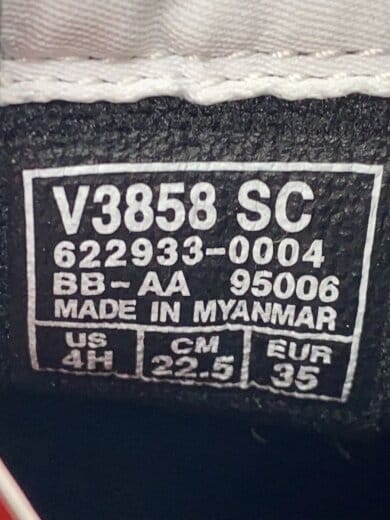 V3858 SC
622933-0004
BB-AA 95006
MADE IN MYANMAR
US CM EUR
4H 22.5 35